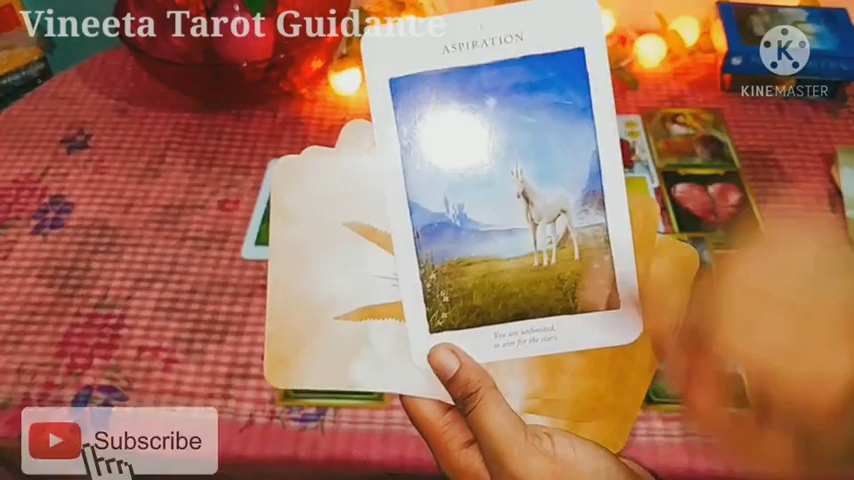 Vineeta Tarot Guidance
ASPIRATION
K
KINEMASTER
You are unlimited,
so aim for the stars.
Subscribe